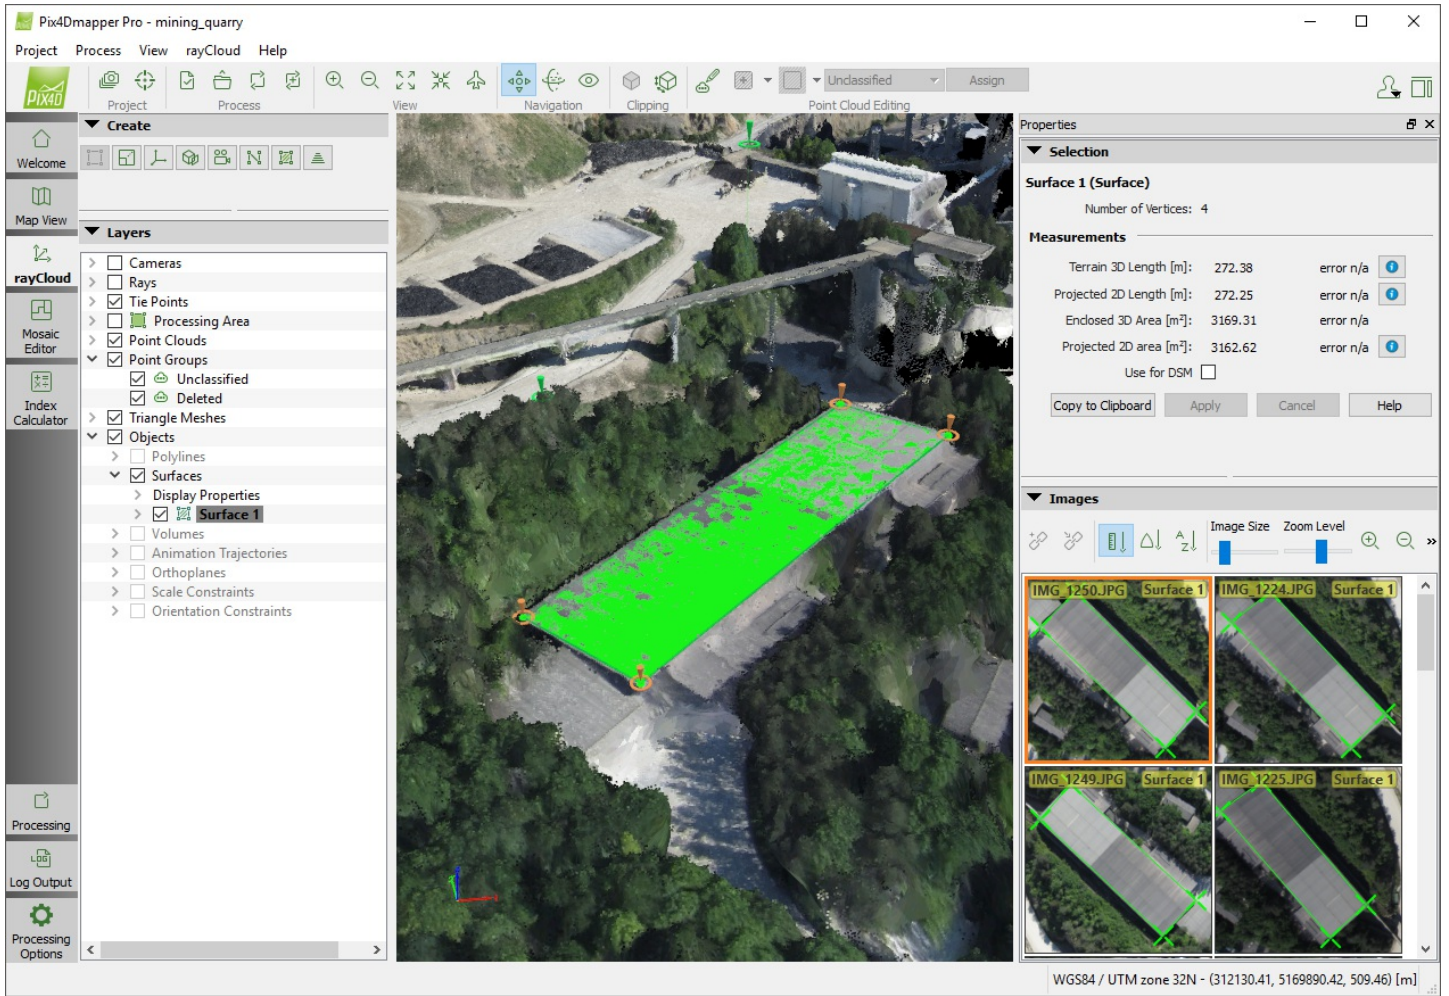 Pix4Dmapper Pro - mining_quarry
Project Process View rayCloud Help
PIX4D
Unclassified Assign
Project Process View Navigation Clipping Point Cloud Editing
Welcome
Map View
rayCloud
Mosaic
Editor
Index
Calculator
Processing
LOG
Log Output
Processing
Options
Create
Layers
Cameras
Rays
Tie Points
Processing Area
Point Clouds
Point Groups
Unclassified
Deleted
Triangle Meshes
Objects
Polylines
Surfaces
Display Properties
Surface 1
Volumes
Animation Trajectories
Orthoplanes
Scale Constraints
Orientation Constraints
Properties
Selection
Surface 1 (Surface)
Number of Vertices: 4
Measurements
Terrain 3D Length [m]: 272.38 error n/a
Projected 2D Length [m]: 272.25 error n/a
Enclosed 3D Area [m²]: 3169.31 error n/a
Projected 2D area [m²]: 3162.62 error n/a
Use for DSM
Copy to Clipboard Apply Cancel Help
Images
Image Size Zoom Level
A
Z
IMG_1250.JPG Surface 1
IMG_1224.JPG Surface 1
IMG_1249.JPG Surface 1
IMG_1225.JPG Surface 1
WGS84 / UTM zone 32N - (312130.41, 5169890.42, 509.46) [m]